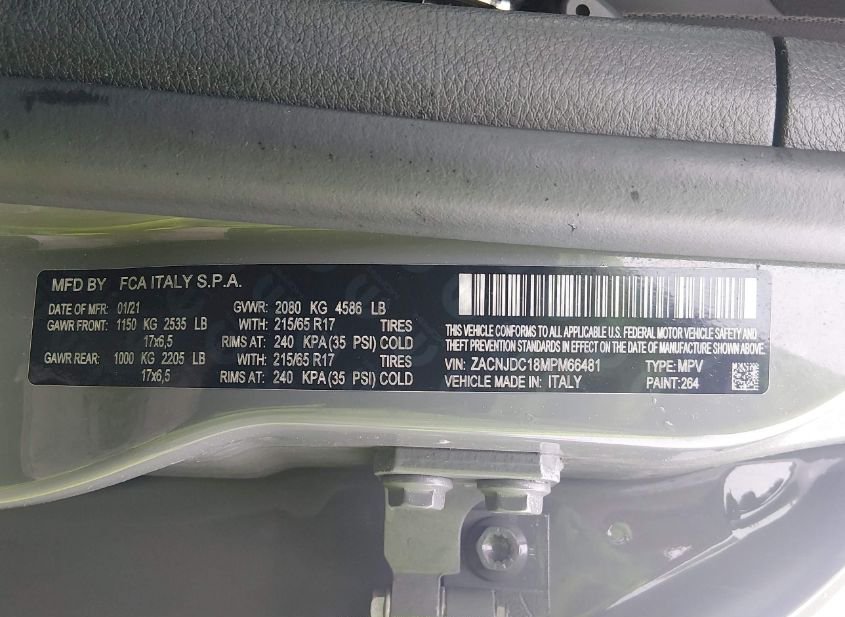 MFD BY FCA ITALY S.P.A.
DATE OF MFR: 01/21 GVWR: 2080 KG 4586 LB
GAWR FRONT: 1150 KG 2535 LB WITH: 215/65 R17 TIRES
17x6,5 RIMS AT: 240 KPA(35 PSI) COLD
GAWR REAR: 1000 KG 2205 LB WITH: 215/65 R17 TIRES
17x6,5 RIMS AT: 240 KPA(35 PSI) COLD
THIS VEHICLE CONFORMS TO ALL APPLICABLE U.S. FEDERAL MOTOR VEHICLE SAFETY AND
THEFT PREVENTION STANDARDS IN EFFECT ON THE DATE OF MANUFACTURE SHOWN ABOVE.
VIN: ZACNJDC18MPM66481 TYPE: MPV
VEHICLE MADE IN: ITALY PAINT: 264